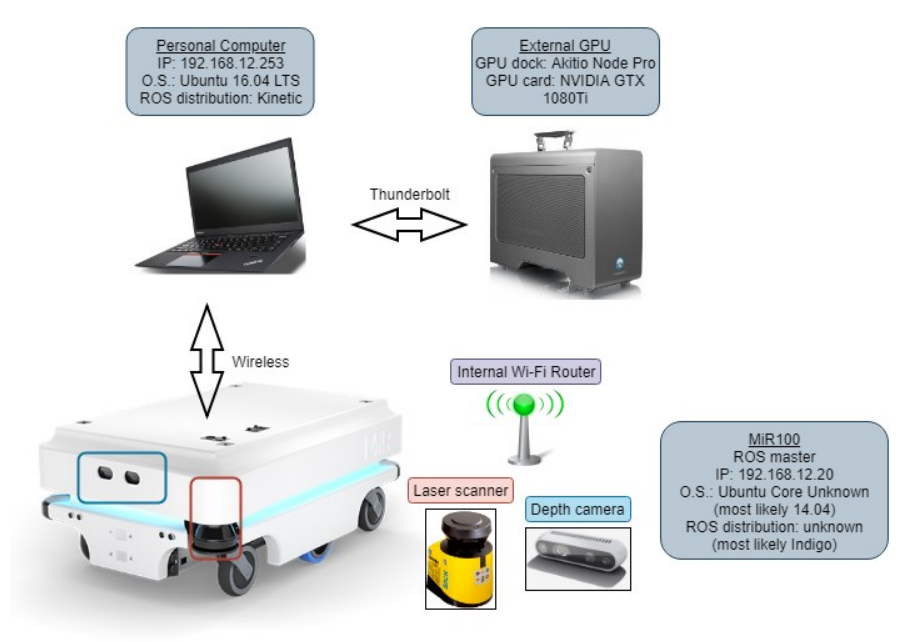 Personal Computer
IP: 192.168.12.253
O.S.: Ubuntu 16.04 LTS
ROS distribution: Kinetic
External GPU
GPU dock: Akitio Node Pro
GPU card: NVIDIA GTX
1080Ti
Thunderbolt
Wireless
Internal Wi-Fi Router
MiR
MiR100
ROS master
IP: 192.168.12.20
O.S.: Ubuntu Core Unknown
(most likely 14.04)
ROS distribution: unknown
(most likely Indigo)
Laser scanner
Depth camera
SICK